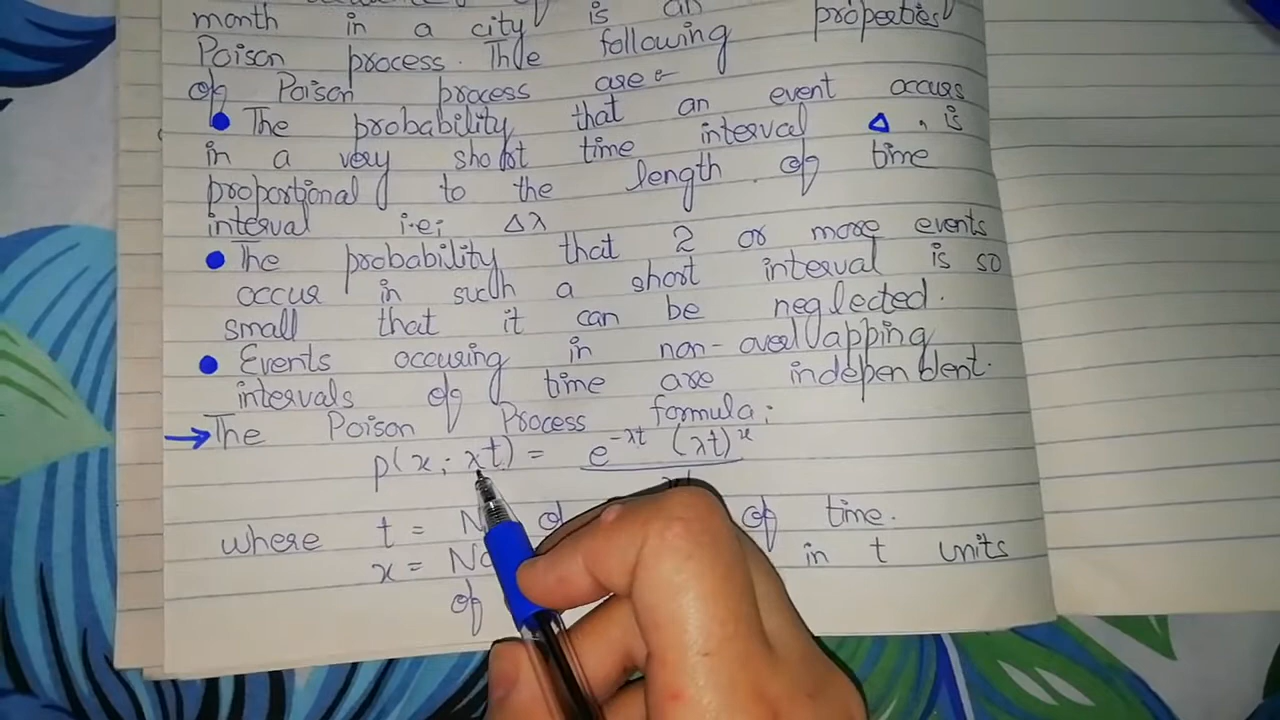 month in a city is an
Poison process. The following properties
of Poison process are:-
• The probability that an event occurs
in a very short time interval Δ, is
proportional to the length of time
interval i.e; Δλ
• The probability that 2 or more events
occur in such a short interval is so
small that it can be neglected.
• Events occusing in non-overlapping
intervals of time are independent.
→ The Poison Process formula:
p(x; λt) = e^-λt (λt)^x
x!
where t = No of of time.
x = No in t units
of